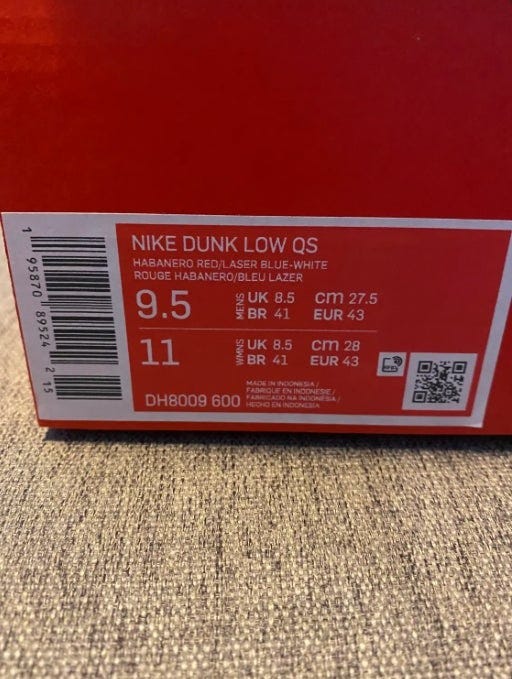 NIKE DUNK LOW QS
HABANERO RED/LASER BLUE-WHITE
ROUGE HABANERO/BLEU LAZER
9.5 MENS UK 8.5 cm 27.5
BR 41 EUR 43
11 WMNS UK 8.5 cm 28
BR 41 EUR 43
DH8009 600
MADE IN INDONESIA /
FABRIQUE EN INDONESIE /
FABRICADO NA INDONÉSIA /
HECHO EN INDONESIA
1 95870 89524 2 15